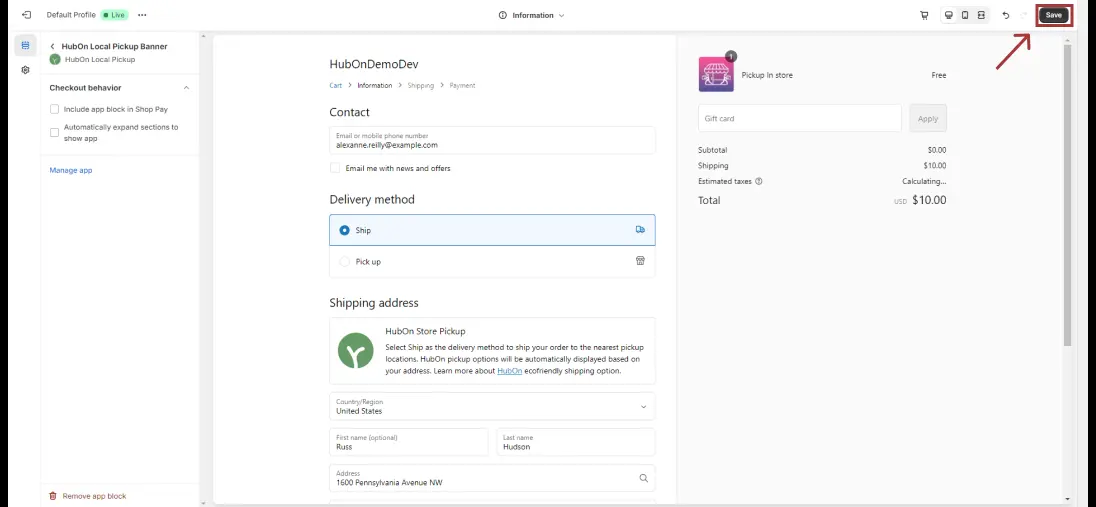 Default Profile Live ...
Information
Save
HubOn Local Pickup Banner
HubOn Local Pickup
Checkout behavior
Include app block in Shop Pay
Automatically expand sections to
show app
Manage app
Remove app block
HubOnDemoDev
Cart > Information > Shipping > Payment
Contact
Email or mobile phone number
alexanne.reilly@example.com
Email me with news and offers
Delivery method
Ship
Pick up
Shipping address
HubOn Store Pickup
Select Ship as the delivery method to ship your order to the nearest pickup
locations. HubOn pickup options will be automatically displayed based on
your address. Learn more about HubOn ecofriendly shipping option.
Country/Region
United States
First name (optional)
Russ
Last name
Hudson
Address
1600 Pennsylvania Avenue NW
1
Pickup In store Free
Gift card Apply
Subtotal $0.00
Shipping $10.00
Estimated taxes Calculating...
Total USD $10.00